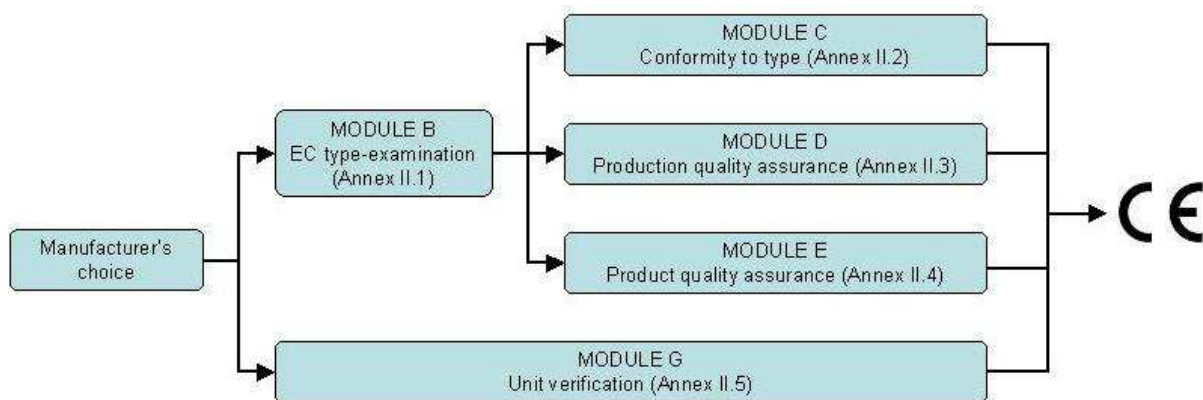 MODULE C
Conformity to type (Annex II.2)
MODULE B
EC type-examination
(Annex II.1)
MODULE D
Production quality assurance (Annex II.3)
Manufacturer's
choice
MODULE E
Product quality assurance (Annex II.4)
MODULE G
Unit verification (Annex II.5)
CE